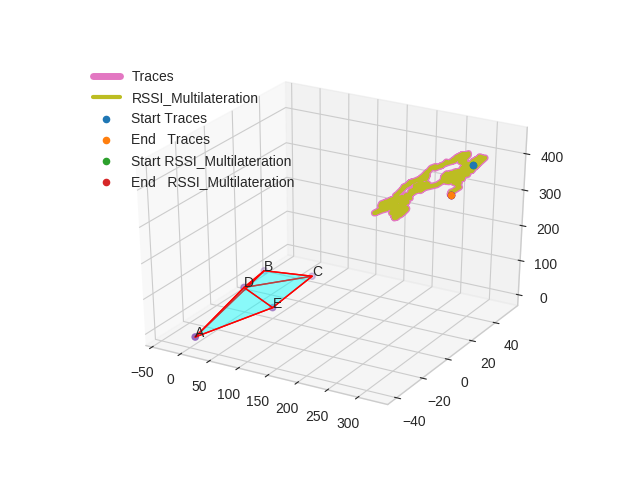 Traces
RSSI_Multilateration
Start Traces
End Traces
Start RSSI_Multilateration
End RSSI_Multilateration
B
C
D
E
A
400
300
200
100
0
−50
0
50
100
150
200
250
300
−40
−20
0
20
40